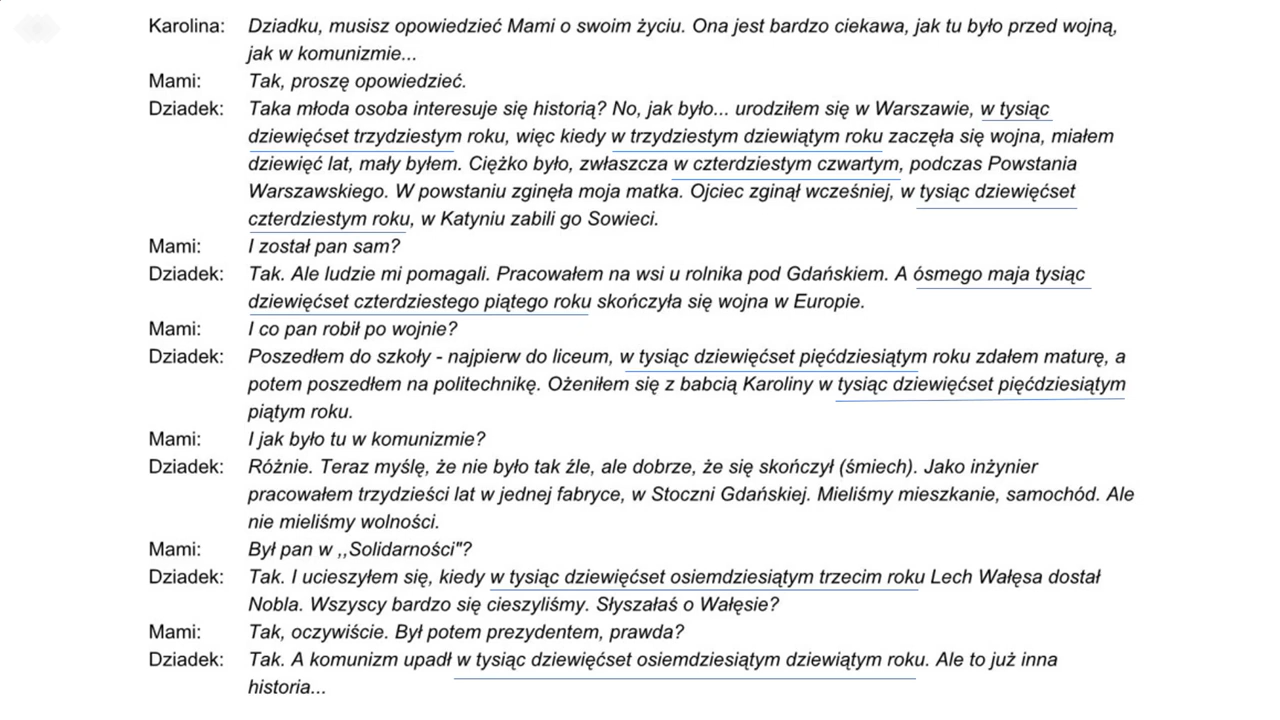 Karolina: Dziadku, musisz opowiedzieć Mami o swoim życiu. Ona jest bardzo ciekawa, jak tu było przed wojną,
jak w komunizmie...
Mami: Tak, proszę opowiedzieć.
Dziadek: Taka młoda osoba interesuje się historią? No, jak było... urodziłem się w Warszawie, w tysiąc
dziewięćset trzydziestym roku, więc kiedy w trzydziestym dziewiątym roku zaczęła się wojna, miałem
dziewięć lat, mały byłem. Ciężko było, zwłaszcza w czterdziestym czwartym, podczas Powstania
Warszawskiego. W powstaniu zginęła moja matka. Ojciec zginął wcześniej, w tysiąc dziewięćset
czterdziestym roku, w Katyniu zabili go Sowieci.
Mami: I został pan sam?
Dziadek: Tak. Ale ludzie mi pomagali. Pracowałem na wsi u rolnika pod Gdańskiem. A ósmego maja tysiąc
dziewięćset czterdziestego piątego roku skończyła się wojna w Europie.
Mami: I co pan robił po wojnie?
Dziadek: Poszedłem do szkoły - najpierw do liceum, w tysiąc dziewięćset pięćdziesiątym roku zdałem maturę, a
potem poszedłem na politechnikę. Ożeniłem się z babcią Karoliny w tysiąc dziewięćset pięćdziesiątym
piątym roku.
Mami: I jak było tu w komunizmie?
Dziadek: Różnie. Teraz myślę, że nie było tak źle, ale dobrze, że się skończył (śmiech). Jako inżynier
pracowałem trzydzieści lat w jednej fabryce, w Stoczni Gdańskiej. Mieliśmy mieszkanie, samochód. Ale
nie mieliśmy wolności.
Mami: Był pan w ,,Solidarności"?
Dziadek: Tak. I ucieszyłem się, kiedy w tysiąc dziewięćset osiemdziesiątym trzecim roku Lech Wałęsa dostał
Nobla. Wszyscy bardzo się cieszyliśmy. Słyszałaś o Wałęsie?
Mami: Tak, oczywiście. Był potem prezydentem, prawda?
Dziadek: Tak. A komunizm upadł w tysiąc dziewięćset osiemdziesiątym dziewiątym roku. Ale to już inna
historia...